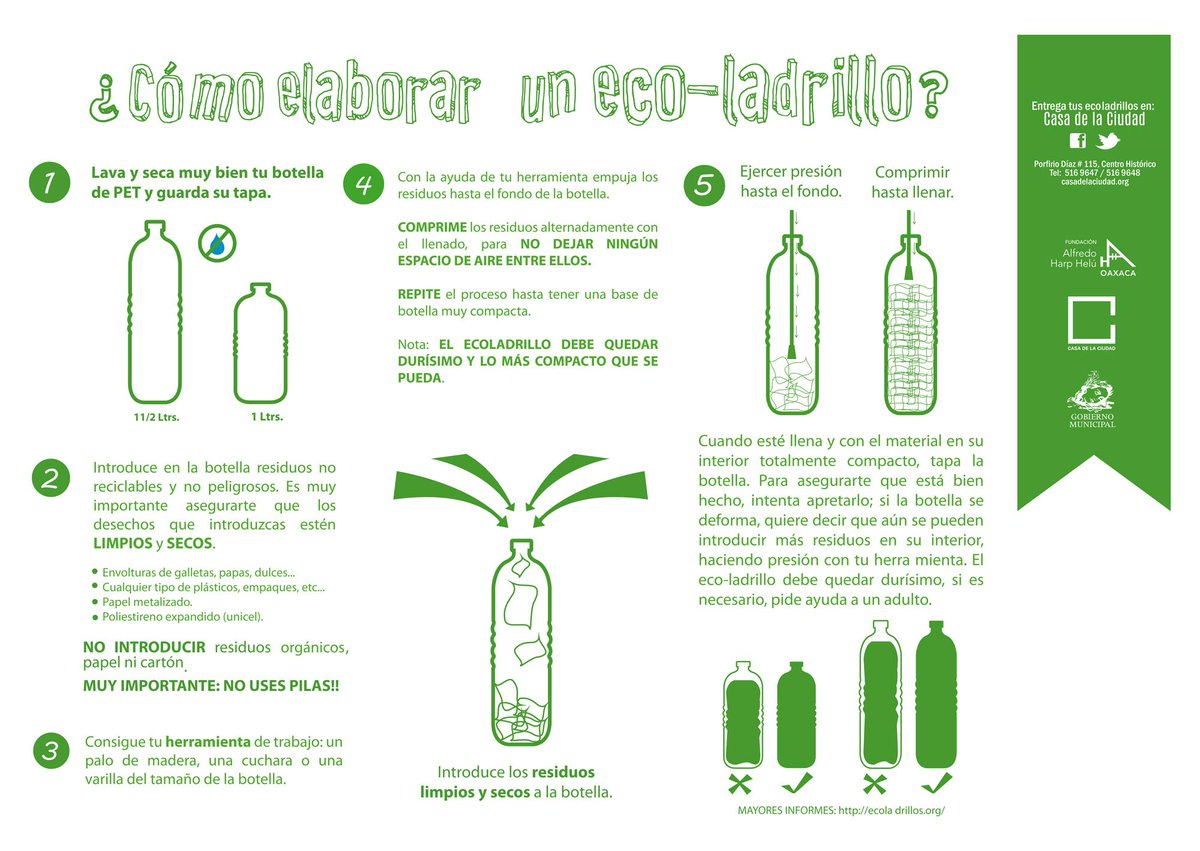 ¿Cómo elaborar un eco-ladrillo?
1
Lava y seca muy bien tu botella
de PET y guarda su tapa.
11/2 Ltrs.
1 Ltrs.
2
Introduce en la botella residuos no
reciclables y no peligrosos. Es muy
importante asegurarte que los
desechos que introduzcas estén
LIMPIOS y SECOS.
• Envolturas de galletas, papas, dulces...
• Cualquier tipo de plásticos, empaques, etc...
• Papel metalizado.
• Poliestireno expandido (unicel).
NO INTRODUCIR residuos orgánicos,
papel ni cartón.
MUY IMPORTANTE: NO USES PILAS!!
3
Consigue tu herramienta de trabajo: un
palo de madera, una cuchara o una
varilla del tamaño de la botella.
4
Con la ayuda de tu herramienta empuja los
residuos hasta el fondo de la botella.
COMPRIME los residuos alternadamente con
el llenado, para NO DEJAR NINGÚN
ESPACIO DE AIRE ENTRE ELLOS.
REPITE el proceso hasta tener una base de
botella muy compacta.
Nota: EL ECOLADRILLO DEBE QUEDAR
DURÍSIMO Y LO MÁS COMPACTO QUE SE
PUEDA.
Introduce los residuos
limpios y secos a la botella.
5
Ejercer presión
hasta el fondo.
Comprimir
hasta llenar.
Cuando esté llena y con el material en su
interior totalmente compacto, tapa la
botella. Para asegurarte que está bien
hecho, intenta apretarlo; si la botella se
deforma, quiere decir que aún se pueden
introducir más residuos en su interior,
haciendo presión con tu herra mienta. El
eco-ladrillo debe quedar durísimo, si es
necesario, pide ayuda a un adulto.
MAYORES INFORMES: http://ecola drillos.org/
Entrega tus ecoladrillos en:
Casa de la Ciudad
Porfirio Díaz # 115, Centro Histórico
Tel: 516 9647 / 516 9648
casadelaciudad.org
FUNDACIÓN
Alfredo
Harp Helú
OAXACA
CASA DE LA CIUDAD
GOBIERNO
MUNICIPAL